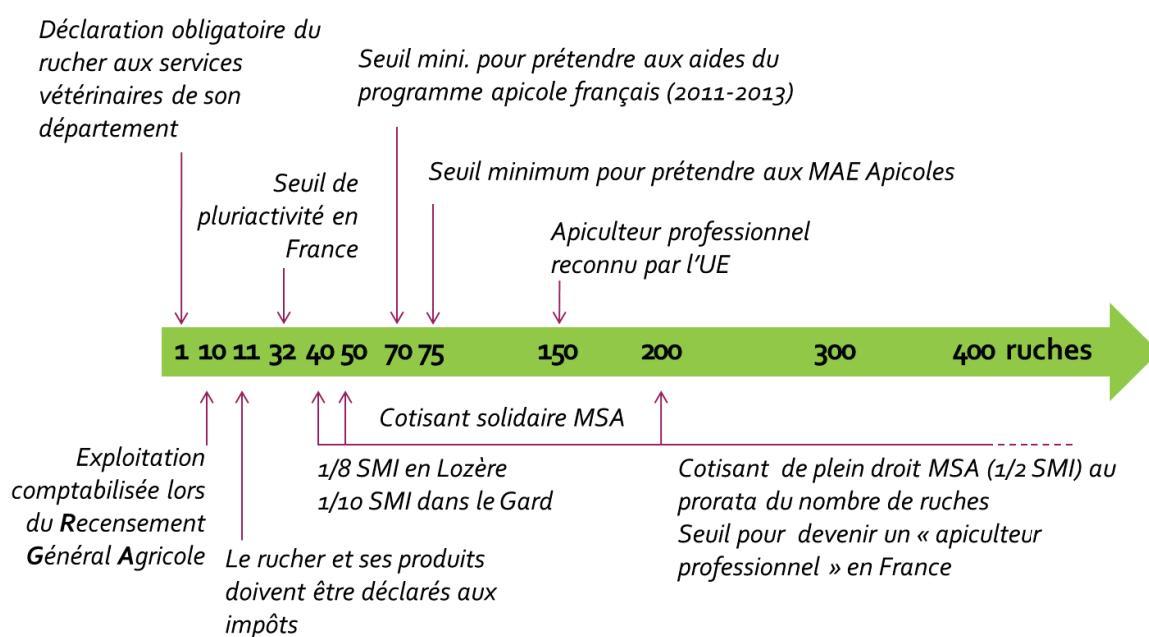 Déclaration obligatoire du
rucher aux services
vétérinaires de son
département
Seuil mini. pour prétendre aux aides du
programme apicole français (2011-2013)
Seuil de
pluriactivité en
France
Seuil minimum pour prétendre aux MAE Apicoles
Apiculteur professionnel
reconnu par l'UE
1 10 11 32 40 50 70 75 150 200 300 400 ruches
Exploitation
comptabilisée lors
du Recensement
Général Agricole
Le rucher et ses produits
doivent être déclarés aux
impôts
Cotisant solidaire MSA
1/8 SMI en Lozère
1/10 SMI dans le Gard
Cotisant de plein droit MSA (1/2 SMI) au
prorata du nombre de ruches
Seuil pour devenir un « apiculteur
professionnel » en France